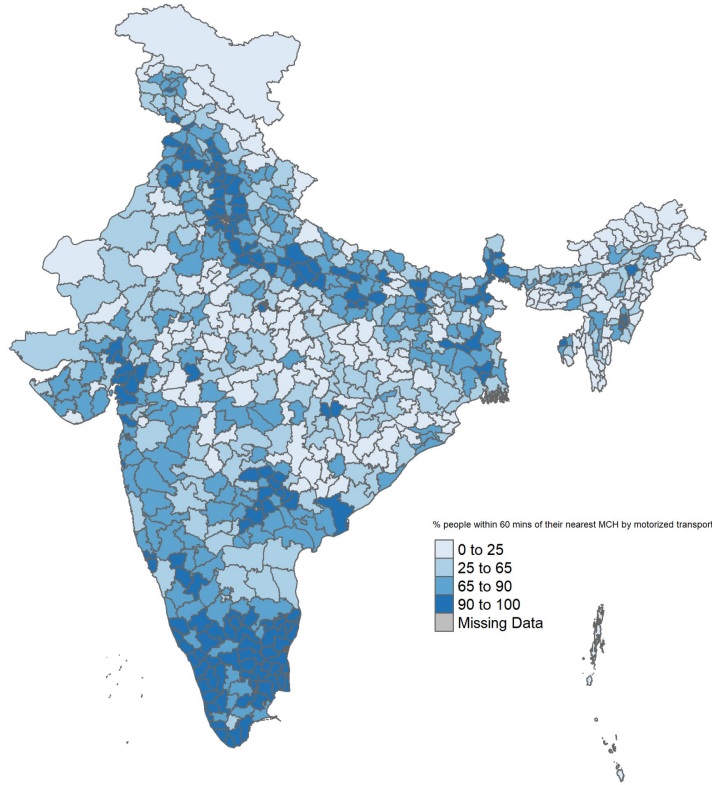 % people within 60 mins of their nearest MCH by motorized transport
0 to 25
25 to 65
65 to 90
90 to 100
Missing Data